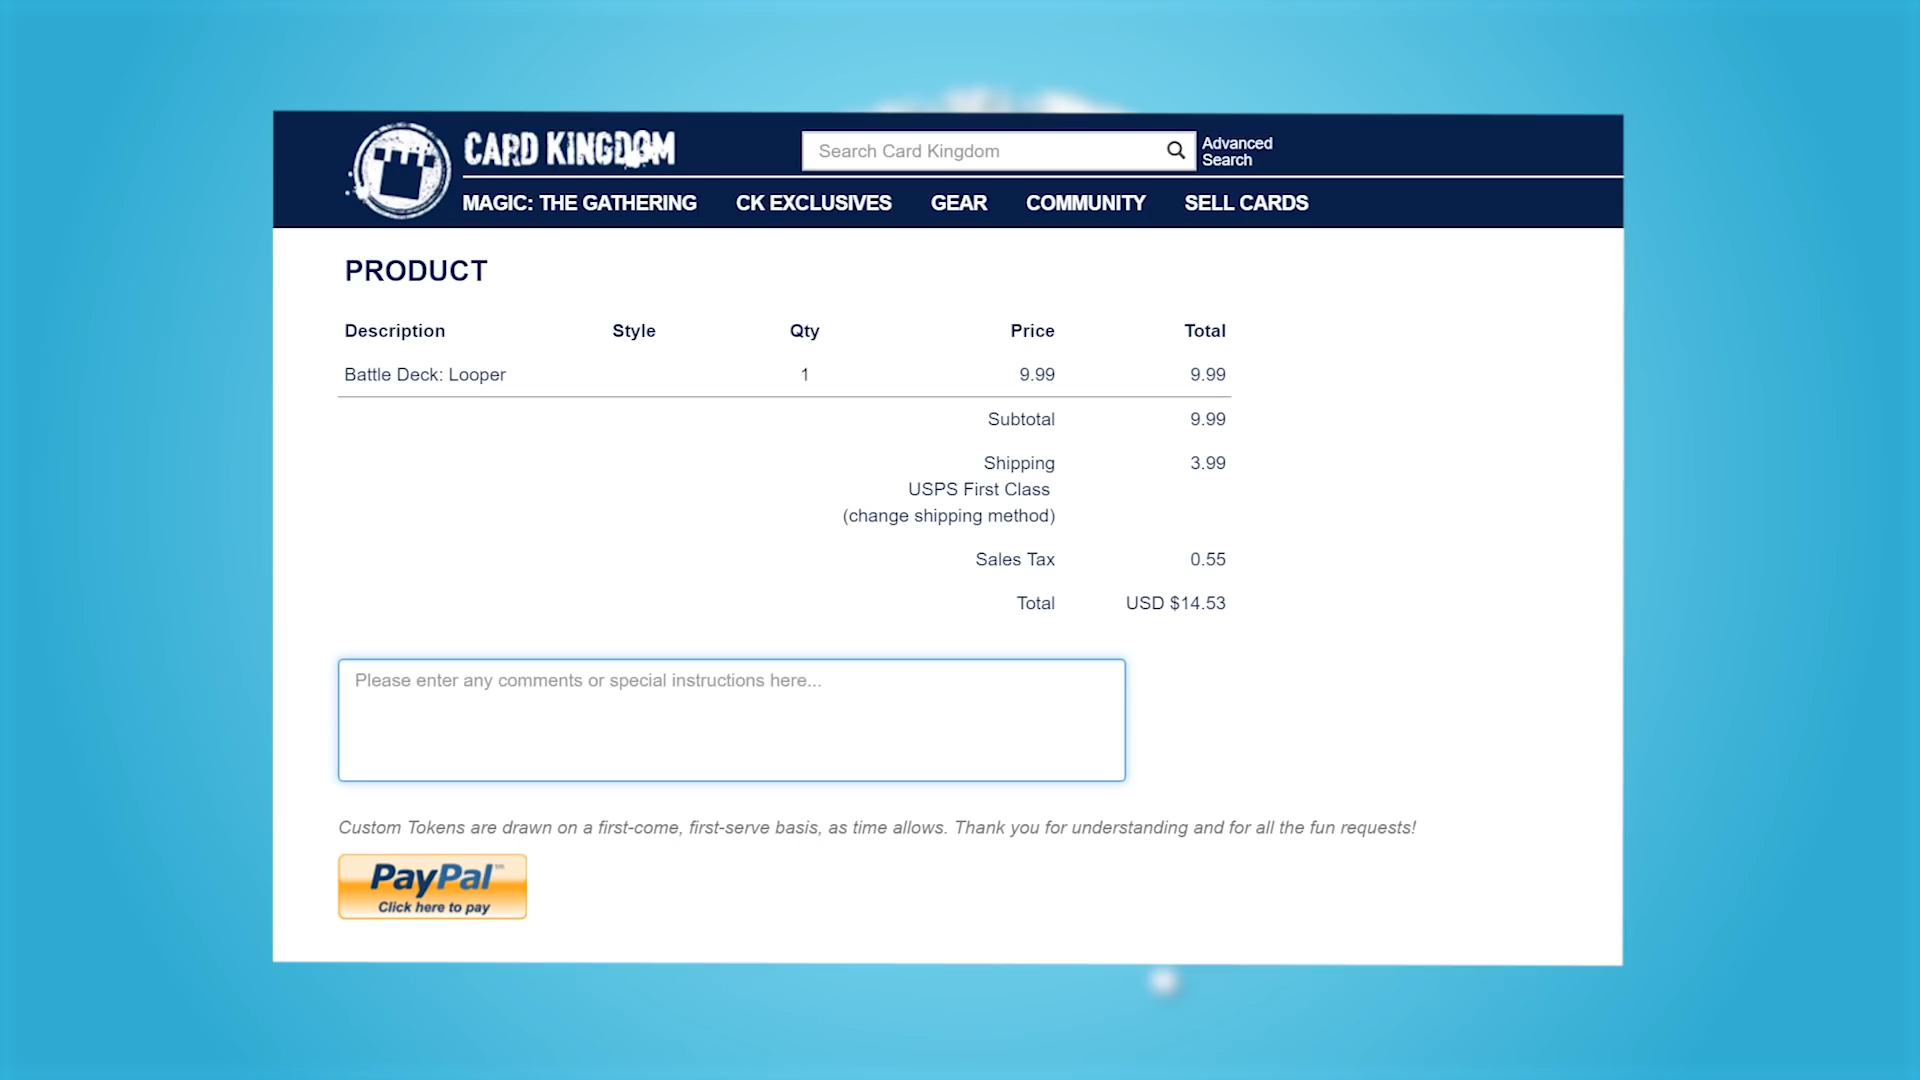 CARD KINGDOM
Search Card Kingdom
Advanced
Search
MAGIC: THE GATHERING CK EXCLUSIVES GEAR COMMUNITY SELL CARDS
PRODUCT
Description Style Qty Price Total
Battle Deck: Looper 1 9.99 9.99
Subtotal 9.99
Shipping 3.99
USPS First Class
(change shipping method)
Sales Tax 0.55
Total USD $14.53
Please enter any comments or special instructions here...
Custom Tokens are drawn on a first-come, first-serve basis, as time allows. Thank you for understanding and for all the fun requests!
PayPal℠
Click here to pay